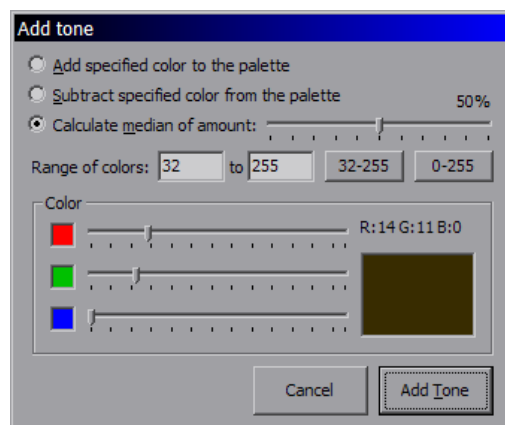 Add tone
Add specified color to the palette
Subtract specified color from the palette
50%
Calculate median of amount:
Range of colors: 32 to 255 32-255 0-255
Color
R:14 G:11 B:0
Cancel Add Tone